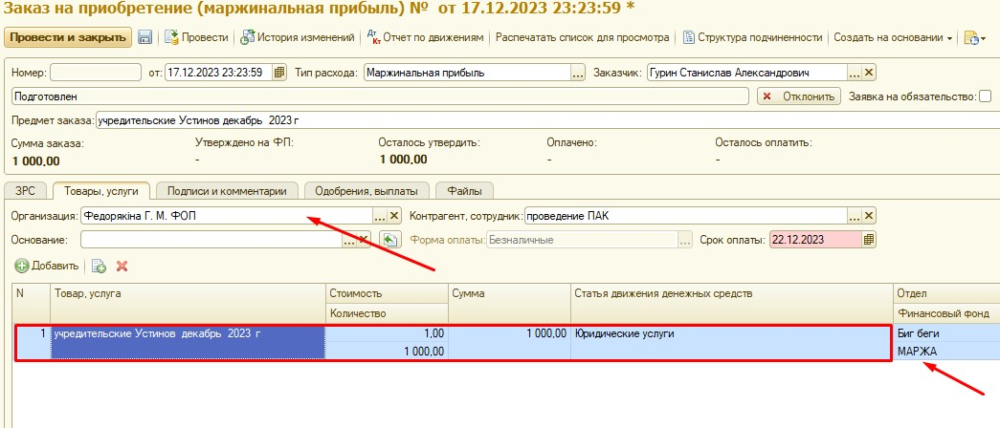 Заказ на приобретение (маржинальная прибыль) № от 17.12.2023 23:23:59 *
Провести и закрыть Провести История изменений Дт Кт Отчет по движениям Распечатать список для просмотра Структура подчиненности Создать на основании
Номер: от: 17.12.2023 23:23:59 Тип расхода: Маржинальная прибыль ... Заказчик: Гурин Станислав Александрович ...
Подготовлен Отклонить Заявка на обязательство:
Предмет заказа: учредительские Устинов декабрь 2023 г
Сумма заказа: Утверждено на ФП: Осталось утвердить: Оплачено: Осталось оплатить:
1 000,00 - 1 000,00 - -
ЗРС Товары, услуги Подписи и комментарии Одобрения, выплаты Файлы
Организация: Федорякіна Г. М. ФОП ... Контрагент, сотрудник: проведение ПАК
Основание: ... Форма оплаты: Безналичные ... Срок оплаты: 22.12.2023
Добавить
N Товар, услуга Стоимость Сумма Статья движения денежных средств Отдел
Количество Финансовый фонд
1 учредительские Устинов декабрь 2023 г 1,00 1 000,00 Юридические услуги Биг беги
1 000,00 МАРЖА